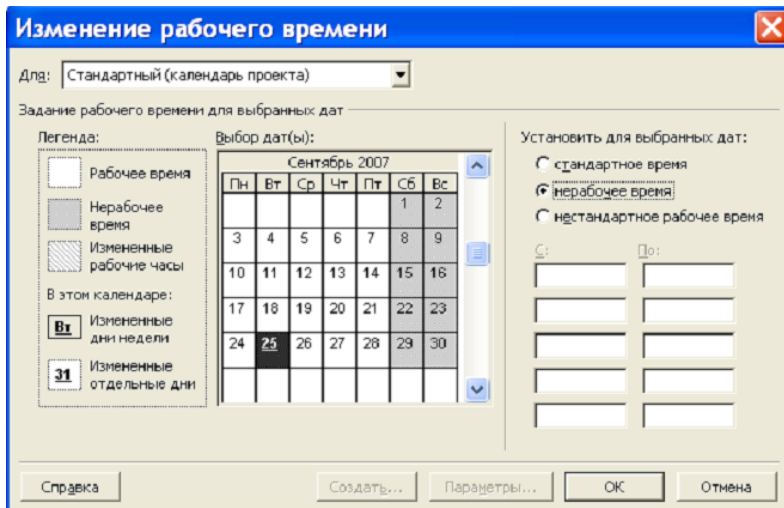 Изменение рабочего времени
Для: Стандартный (календарь проекта)
Задание рабочего времени для выбранных дат
Легенда:
Рабочее время
Нерабочее
время
Измененные
рабочие часы
В этом календаре:
Вт Измененные
дни недели
31 Измененные
отдельные дни
Выбор дат(ы):
Сентябрь 2007
Пн Вт Ср Чт Пт Сб Вс
1 2
3 4 5 6 7 8 9
10 11 12 13 14 15 16
17 18 19 20 21 22 23
24 25 26 27 28 29 30
Установить для выбранных дат:
стандартное время
нерабочее время
нестандартное рабочее время
С: По:
Справка Создать... Параметры... ОК Отмена